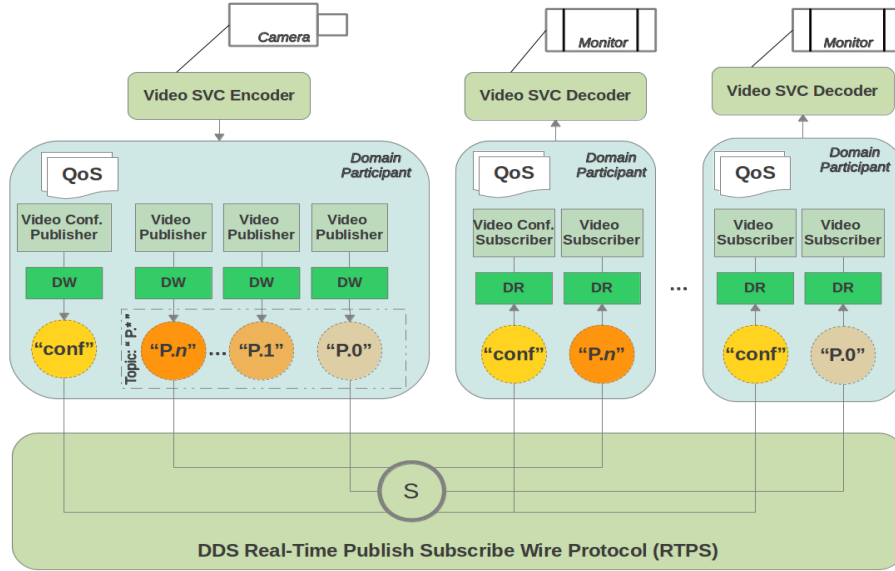 Camera
Monitor
Monitor
Video SVC Encoder
Video SVC Decoder
Video SVC Decoder
QoS
Domain
Participant
QoS
Domain
Participant
QoS
Domain
Participant
Video Conf.
Publisher
Video
Publisher
Video
Publisher
Video
Publisher
Video Conf.
Subscriber
Video
Subscriber
Video Conf.
Subscriber
Video
Subscriber
DW
DW
DW
DW
DR
DR
...
DR
DR
Topic: “ P.* ”
“conf”
“P.n”
...
“P.1”
“P.0”
“conf”
“P.n”
“conf”
“P.0”
S
DDS Real-Time Publish Subscribe Wire Protocol (RTPS)